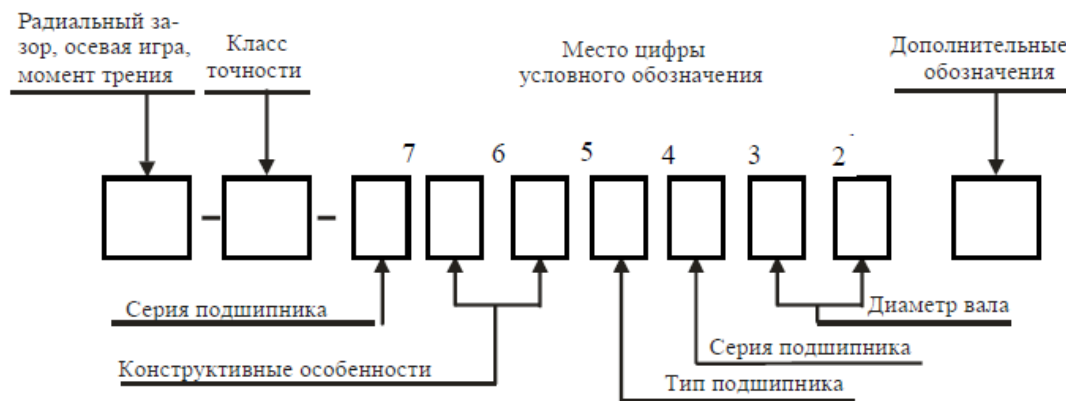 Радиальный за-
зор, осевая игра,
момент трения
Класс
точности
Место цифры
условного обозначения
Дополнительные
обозначения
7 6 5 4 3 2
Серия подшипника
Диаметр вала
Серия подшипника
Конструктивные особенности
Тип подшипника